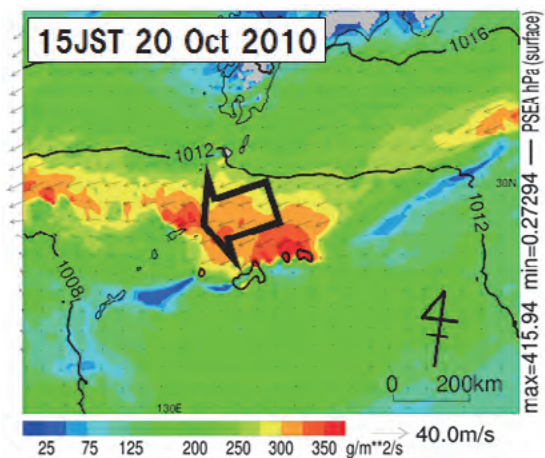 15JST 20 Oct 2010
1016
1012
30N
1012
1008
0 200km
130E
25 75 125 200 250 300 350 g/m**2/s 40.0m/s
max=415.94 min=0.27294 — PSEA hPa (surface)